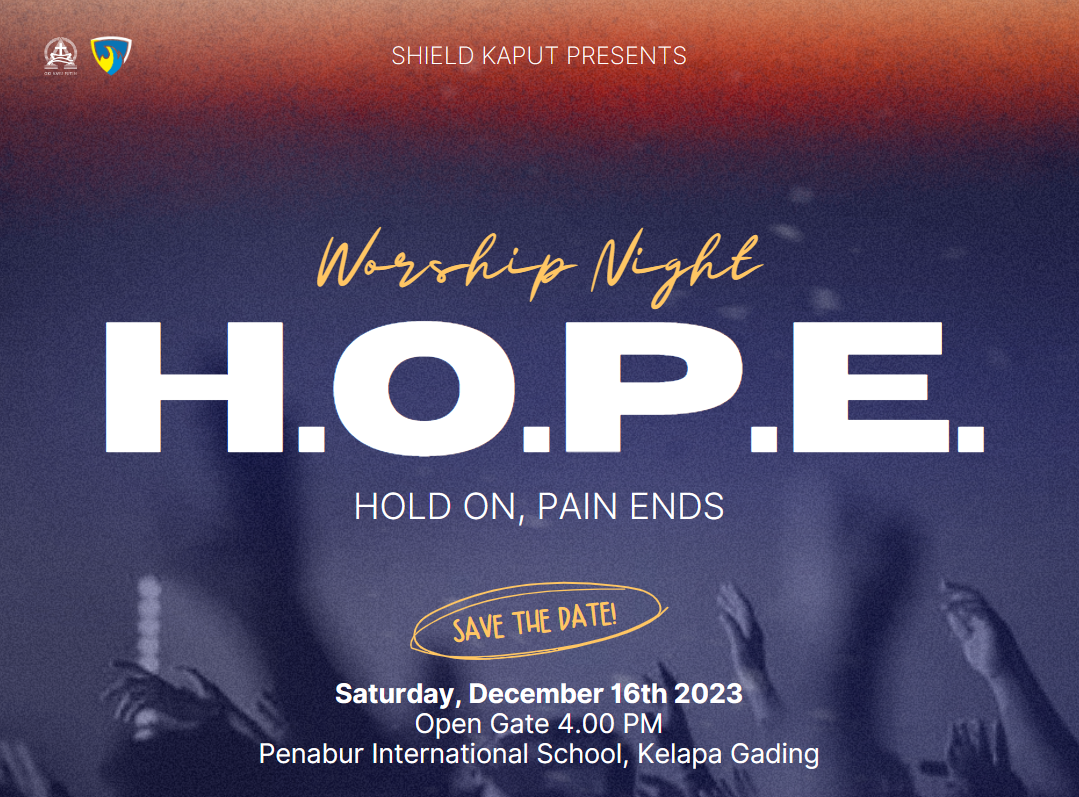 SHIELD KAPUT PRESENTS
Worship Night
H.O.P.E.
HOLD ON, PAIN ENDS
SAVE THE DATE!
Saturday, December 16th 2023
Open Gate 4.00 PM
Penabur International School, Kelapa Gading